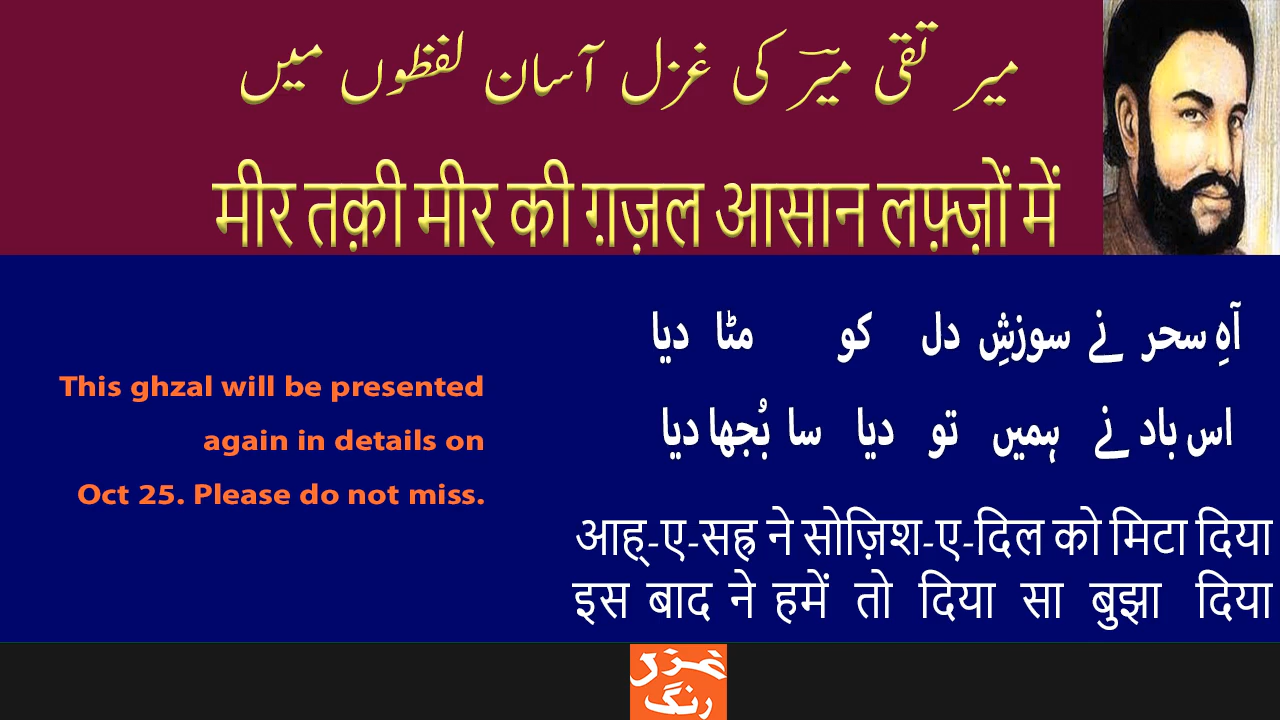 میر تقی میرؔ کی غزل آسان لفظوں میں
मीर तक़ी मीर की ग़ज़ल आसान लफ़्ज़ों में
آہِ سحر نے سوزشِ دل کو مٹا دیا
اس باد نے ہمیں تو دیا سا بُجھا دیا
This ghzal will be presented
again in details on
Oct 25. Please do not miss.
आह्-ए-सह्र ने सोज़िश-ए-दिल को मिटा दिया
इस बाद ने हमें तो दिया सा बुझा दिया
غزل
رنگ